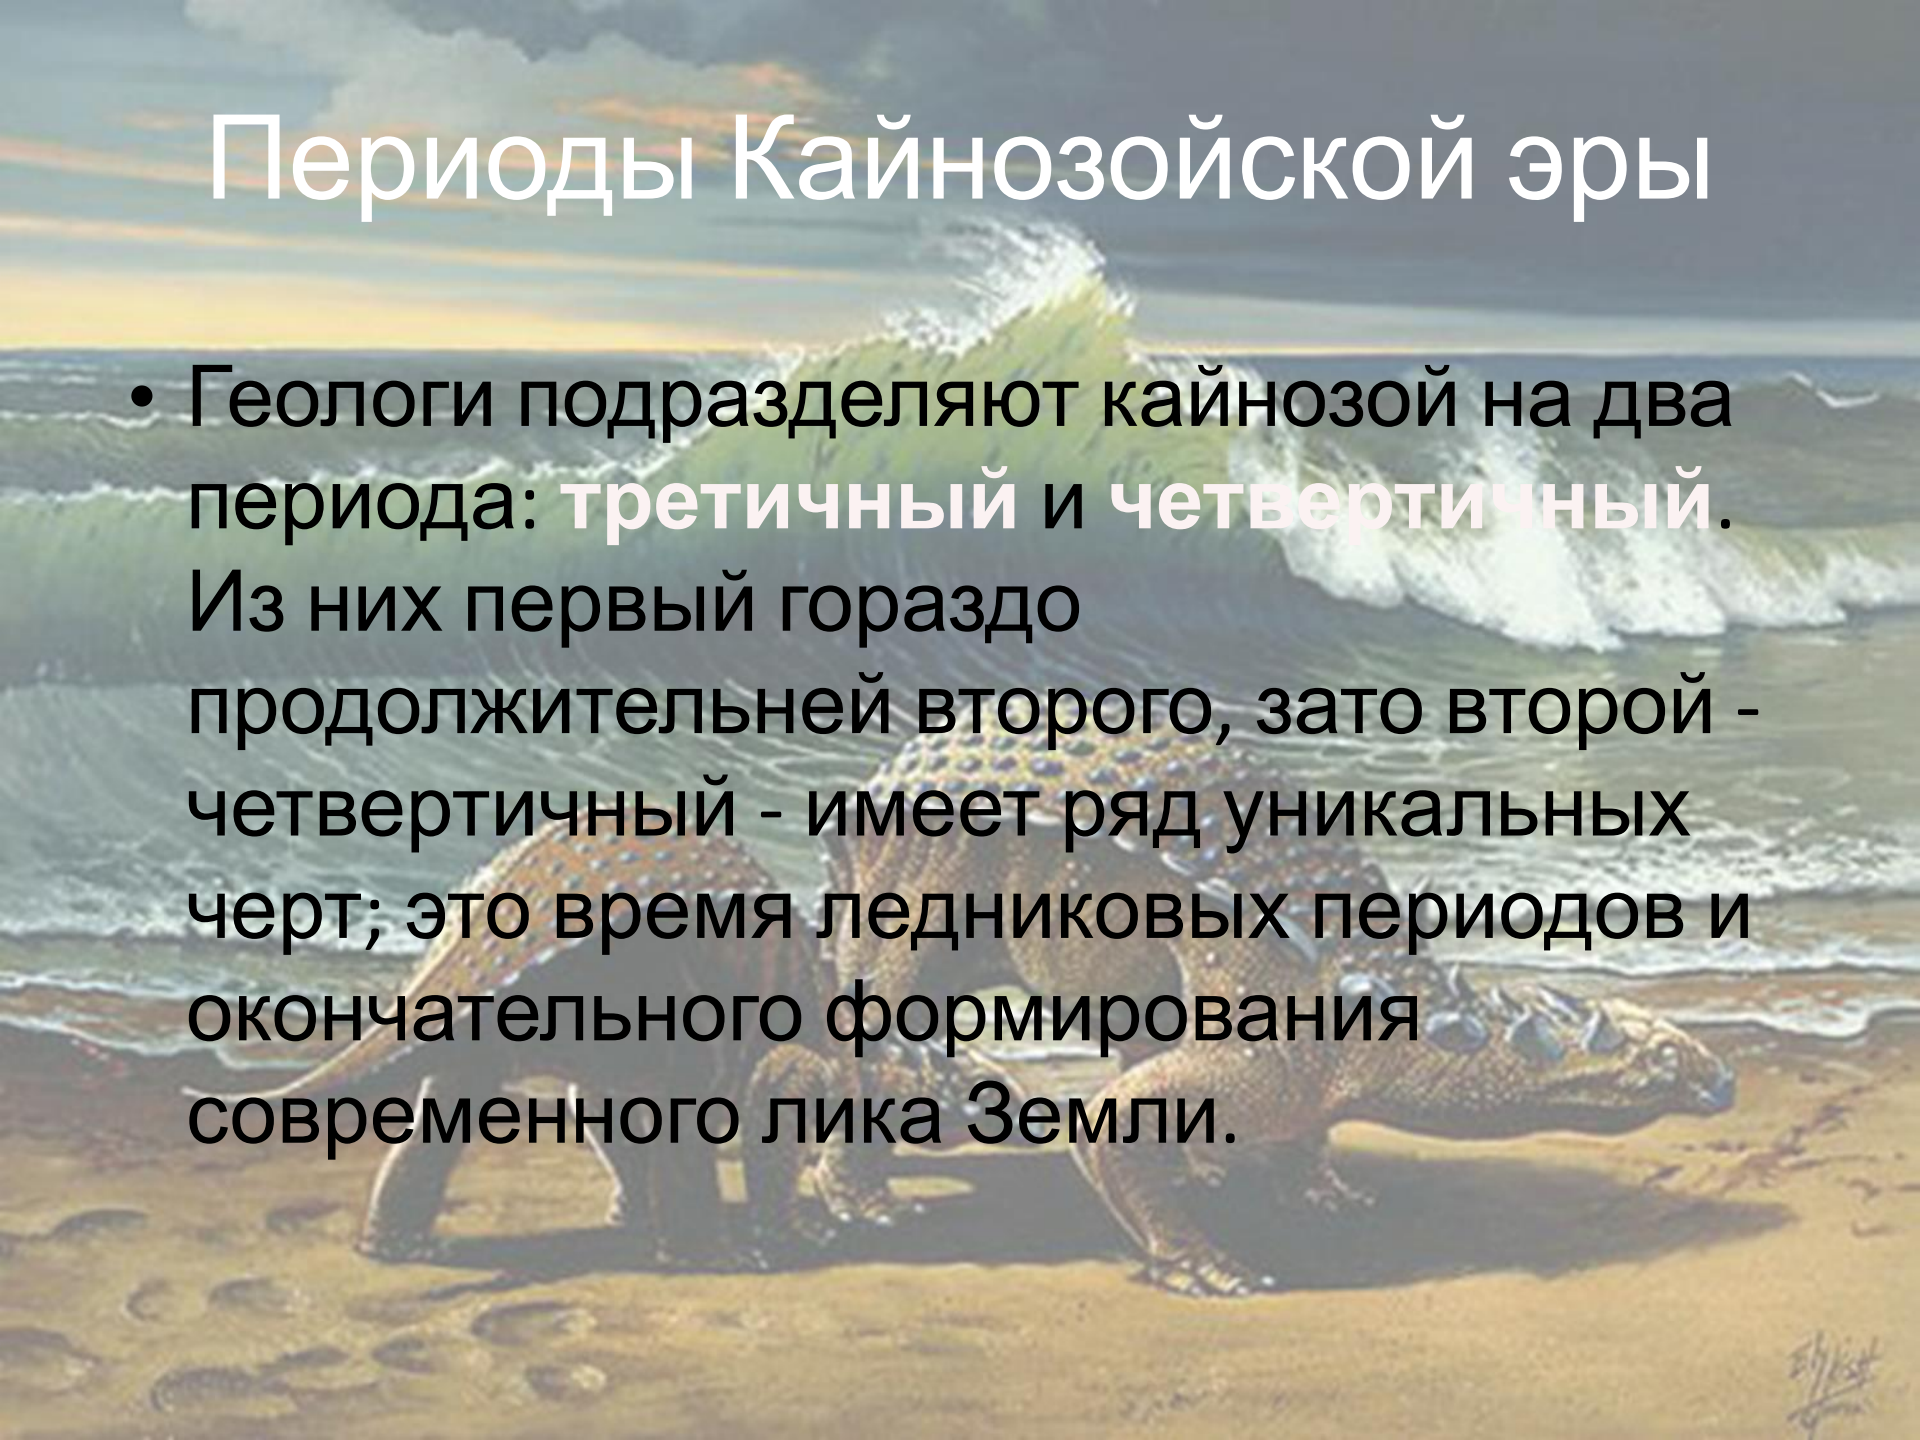 Периоды Кайнозойской эры
• Геологи подразделяют кайнозой на два
периода: третичный и четвертичный.
Из них первый гораздо
продолжительней второго, зато второй -
четвертичный - имеет ряд уникальных
черт; это время ледниковых периодов и
окончательного формирования
современного лика Земли.